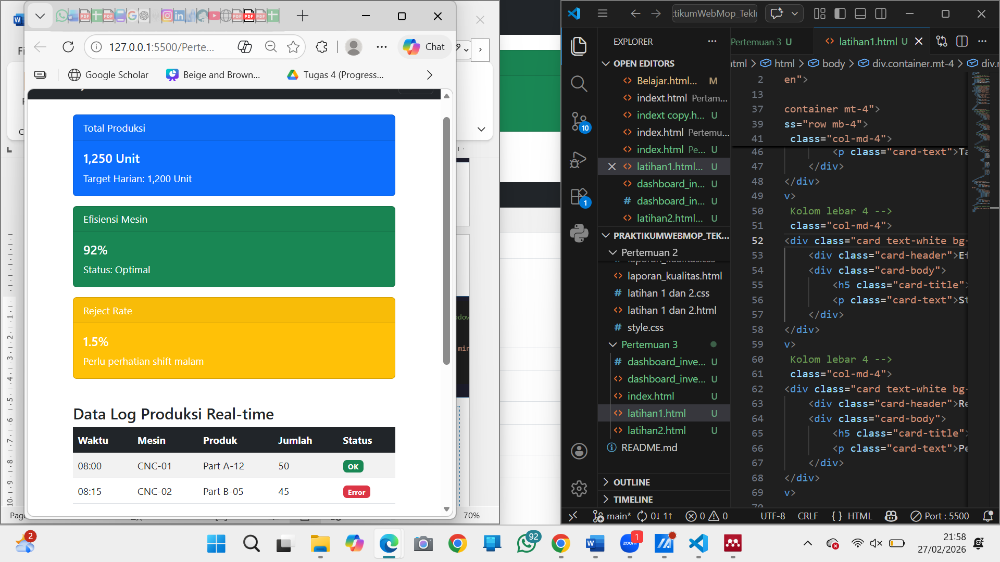 127.0.0.1:5500/Perte...
Chat
Google Scholar
Beige and Brown...
Tugas 4 (Progress...
Total Produksi
1,250 Unit
Target Harian: 1,200 Unit
Efisiensi Mesin
92%
Status: Optimal
Reject Rate
1.5%
Perlu perhatian shift malam
Data Log Produksi Real-time
Waktu Mesin Produk Jumlah Status
08:00 CNC-01 Part A-12 50 OK
08:15 CNC-02 Part B-05 45 Error
70%
EXPLORER
OPEN EDITORS
Belajar.html... M
indext.html Pertam...
indext copy.h... U
index.html Pertemu...
index.html Pe... U
latihan1.html... U
dashboard_in... U
dashboard_in... U
latihan2.html... U
PRAKTIKUMWEBMOP_TEK...
Pertemuan 2
laporan_kualitas.css
laporan_kualitas.html
latihan 1 dan 2.css
latihan 1 dan 2.html
style.css
Pertemuan 3
dashboard_inve... U
dashboard_inve... U
index.html U
latihan1.html U
latihan2.html U
README.md
OUTLINE
TIMELINE
10
1
Pertemuan 3 U
latihan1.html U
html > html > body > div.container.mt-4 >
2 en">
13
37 container mt-4">
39 ss="row mb-4">
41 class="col-md-4">
46 <p class="card-text">Ta
47 </div>
48 </div>
49 v>
50 Kolom lebar 4 -->
51 class="col-md-4">
52 <div class="card text-white bg-
53 <div class="card-header">Ef
54 <div class="card-body">
55 <h5 class="card-title">
56 <p class="card-text">St
57 </div>
58 </div>
59 v>
60 Kolom lebar 4 -->
61 class="col-md-4">
62 <div class="card text-white bg-
63 <div class="card-header">Re
64 <div class="card-body">
65 <h5 class="card-title">
66 <p class="card-text">Pe
67 </div>
68 </div>
69 v>
main* 0↓ 1↑ 0 0 UTF-8 CRLF { } HTML Port : 5500
2
92
zoom
1
21:58
27/02/2026